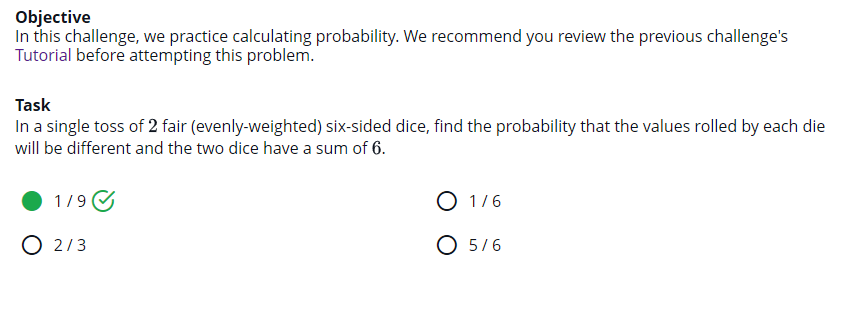 Objective
In this challenge, we practice calculating probability. We recommend you review the previous challenge's
Tutorial before attempting this problem.
Task
In a single toss of 2 fair (evenly-weighted) six-sided dice, find the probability that the values rolled by each die
will be different and the two dice have a sum of 6.
1 / 9
1 / 6
2 / 3
5 / 6